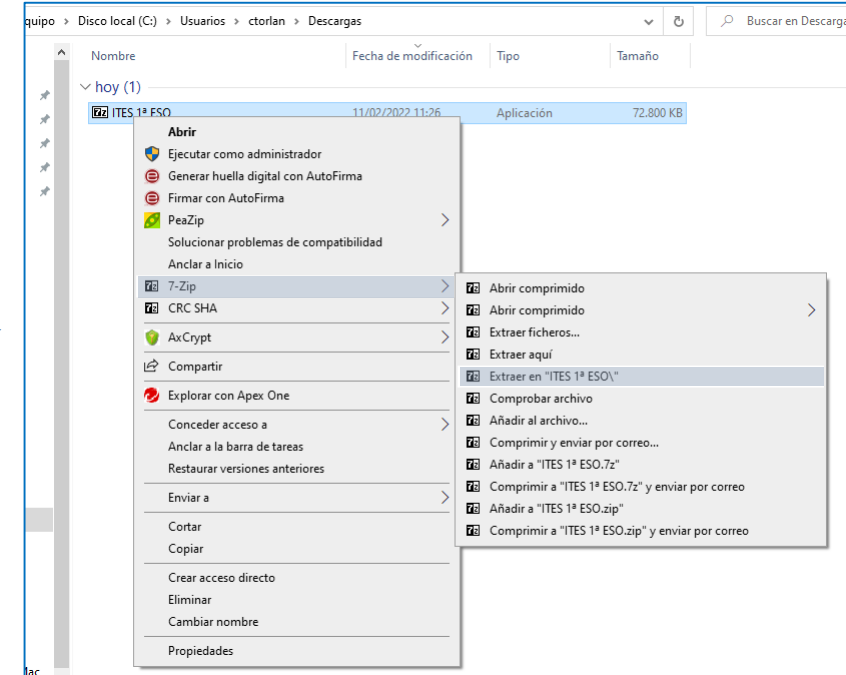 quipo › Disco local (C:) › Usuarios › ctorlan › Descargas
Buscar en Descarga
Nombre
Fecha de modificación
Tipo
Tamaño
hoy (1)
ITES 1ª ESO
11/02/2022 11:26
Aplicación
72.800 KB
Abrir
Ejecutar como administrador
Generar huella digital con AutoFirma
Firmar con AutoFirma
PeaZip
Solucionar problemas de compatibilidad
Anclar a Inicio
7-Zip
CRC SHA
AxCrypt
Compartir
Explorar con Apex One
Conceder acceso a
Anclar a la barra de tareas
Restaurar versiones anteriores
Enviar a
Cortar
Copiar
Crear acceso directo
Eliminar
Cambiar nombre
Propiedades
Abrir comprimido
Abrir comprimido
Extraer ficheros...
Extraer aquí
Extraer en "ITES 1ª ESO\"
Comprobar archivo
Añadir al archivo...
Comprimir y enviar por correo...
Añadir a "ITES 1ª ESO.7z"
Comprimir a "ITES 1ª ESO.7z" y enviar por correo
Añadir a "ITES 1ª ESO.zip"
Comprimir a "ITES 1ª ESO.zip" y enviar por correo